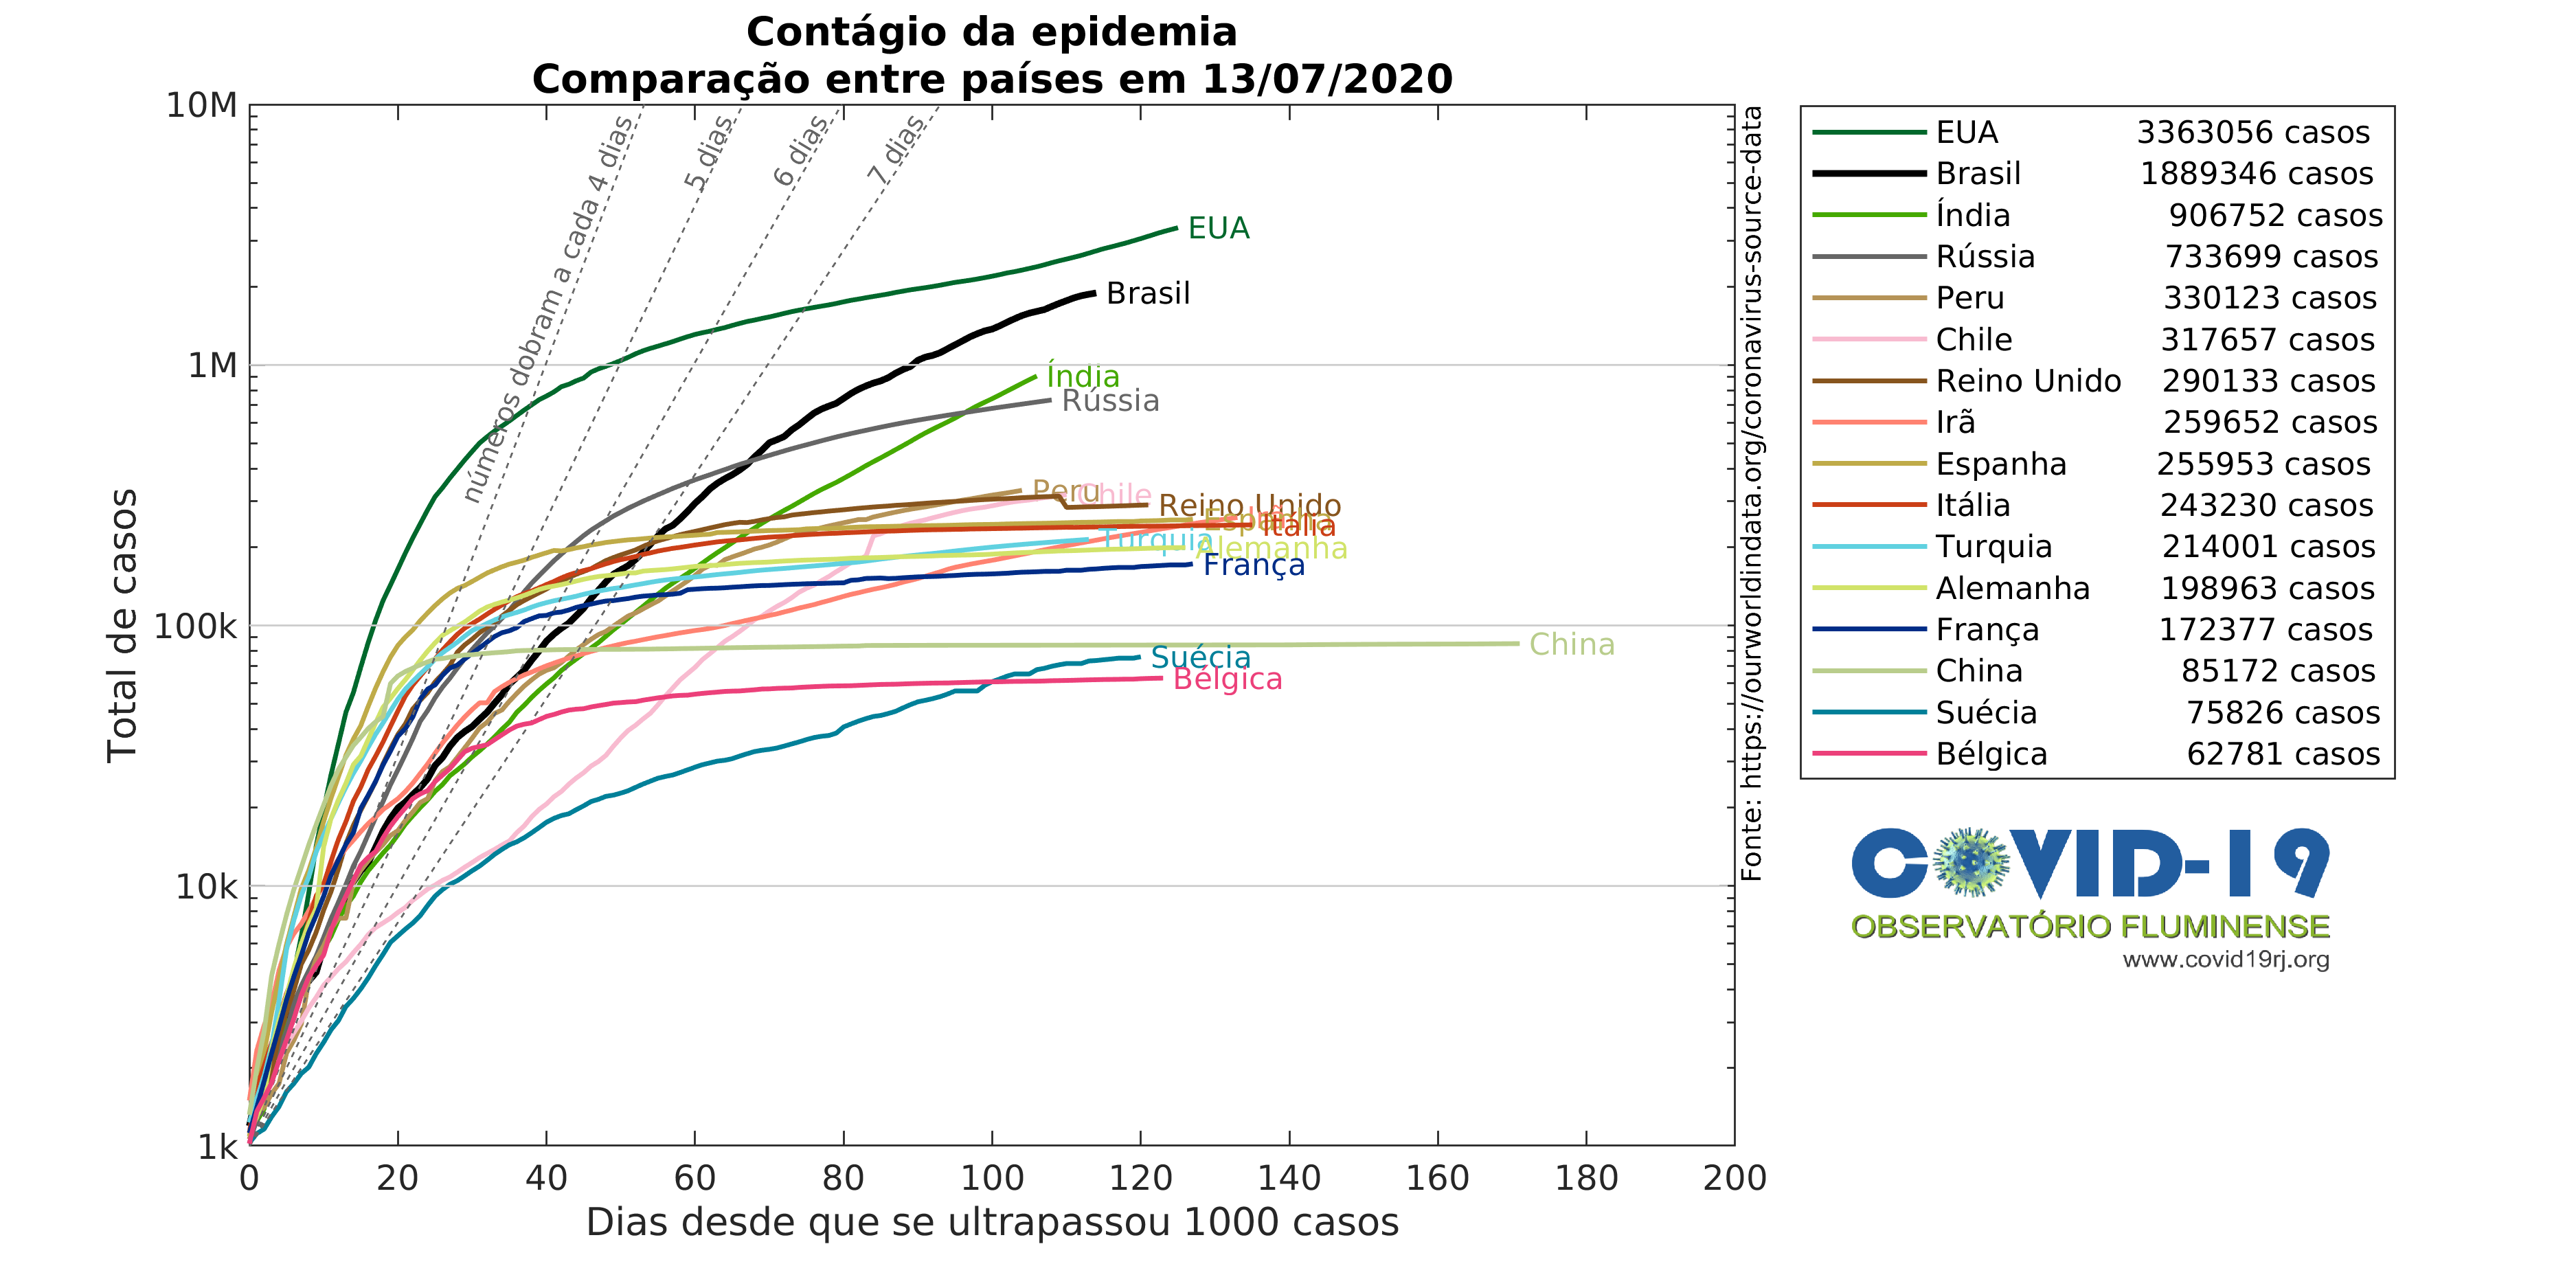 Contágio da epidemia
Comparação entre países em 13/07/2020
10M
1M
100k
10k
1k
Total de casos
0 20 40 60 80 100 120 140 160 180 200
Dias desde que se ultrapassou 1000 casos
números dobram a cada 4 dias
5 dias
6 dias
7 dias
EUA
Brasil
Índia
Rússia
Peru
Chile
Reino Unido
Irã
Espanha
Itália
Turquia
Alemanha
França
China
Suécia
Bélgica
Fonte: https://ourworldindata.org/coronavirus-source-data
EUA 3363056 casos
Brasil 1889346 casos
Índia 906752 casos
Rússia 733699 casos
Peru 330123 casos
Chile 317657 casos
Reino Unido 290133 casos
Irã 259652 casos
Espanha 255953 casos
Itália 243230 casos
Turquia 214001 casos
Alemanha 198963 casos
França 172377 casos
China 85172 casos
Suécia 75826 casos
Bélgica 62781 casos
COVID-19
OBSERVATÓRIO FLUMINENSE
www.covid19rj.org